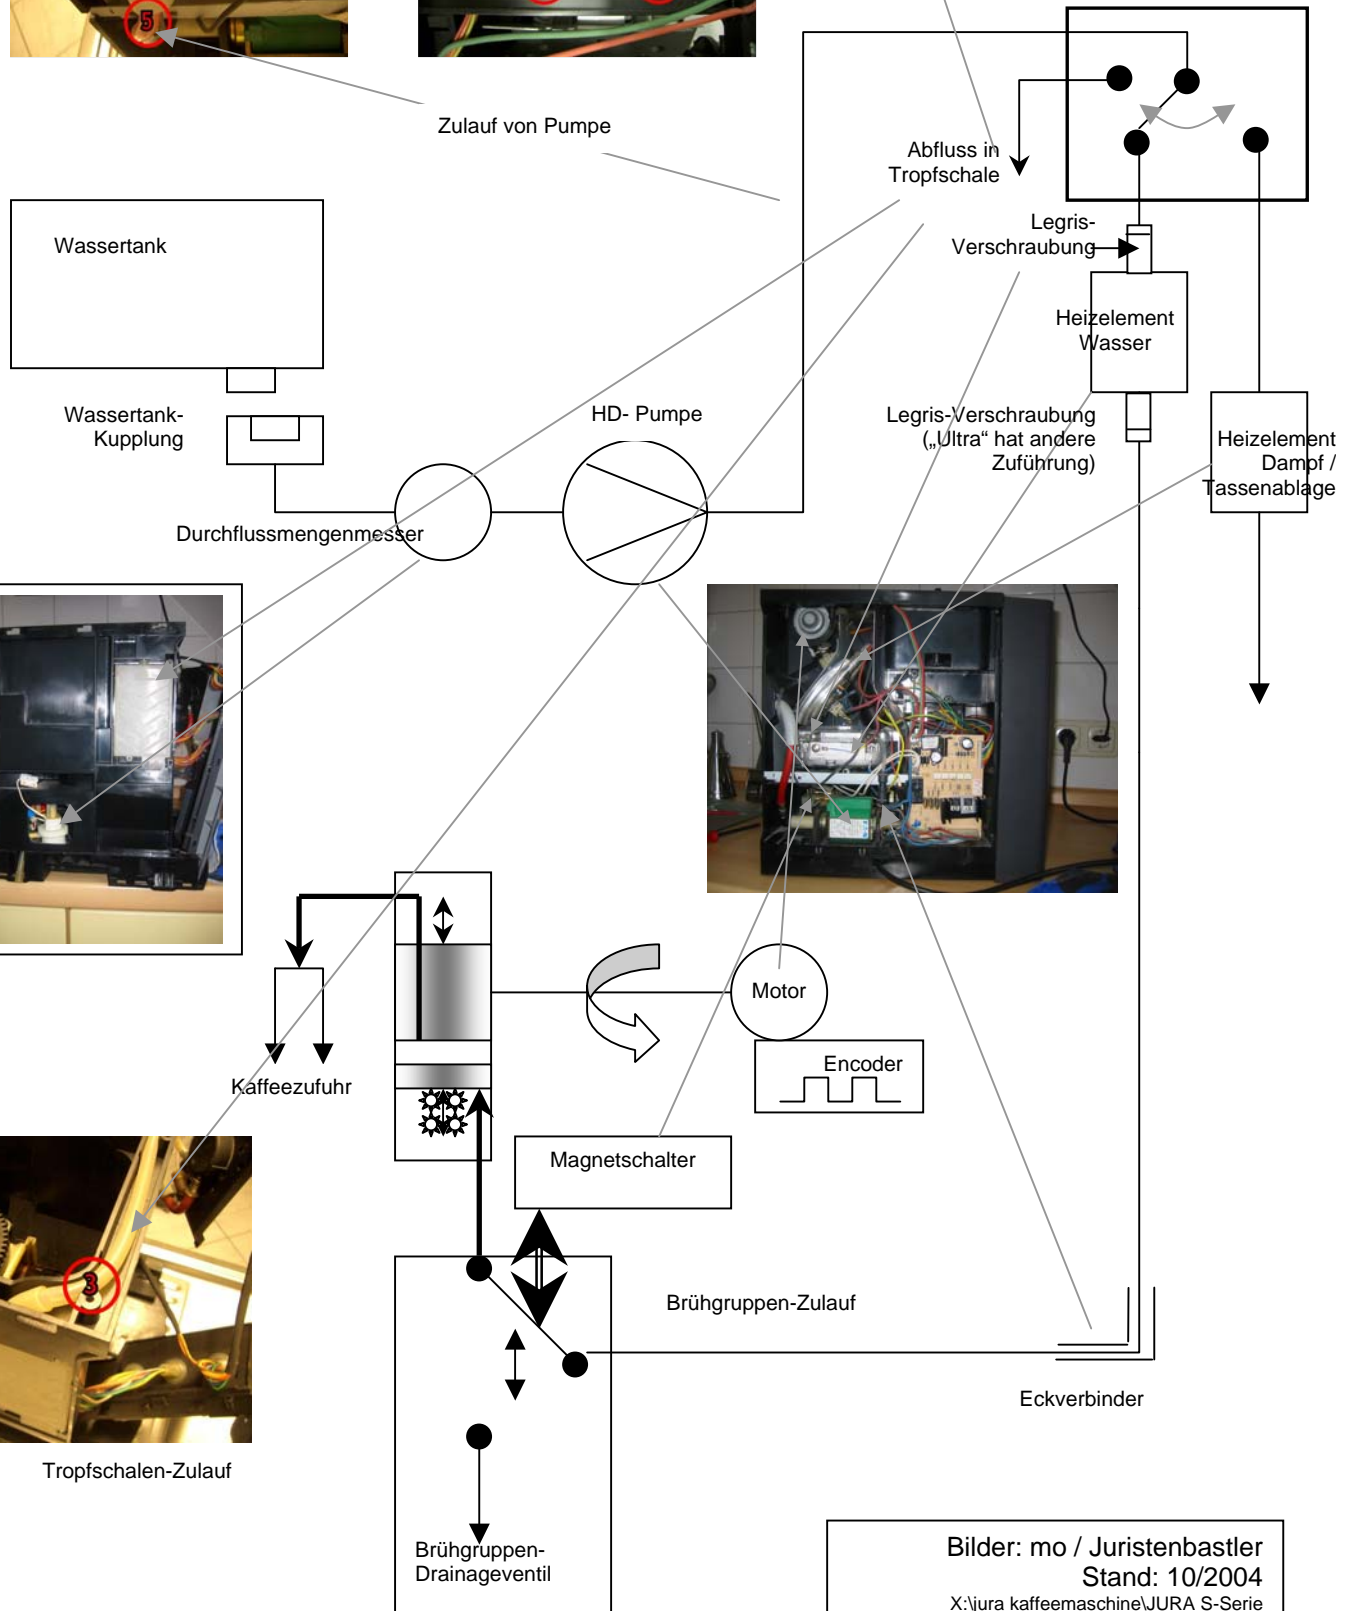 5
Zulauf von Pumpe
Abfluss in
Tropfschale
Legris-
Verschraubung
Wassertank
Heizelement
Wasser
Wassertank-
Kupplung
HD- Pumpe
Legris-Verschraubung
(„Ultra“ hat andere
Zuführung)
Heizelement
Dampf /
Tassenablage
Durchflussmengenmesser
Motor
Encoder
Kaffeezufuhr
Magnetschalter
3
Brühgruppen-Zulauf
Eckverbinder
Tropfschalen-Zulauf
Brühgruppen-
Drainageventil
Bilder: mo / Juristenbastler
Stand: 10/2004
X:\jura kaffeemaschine\JURA S-Serie